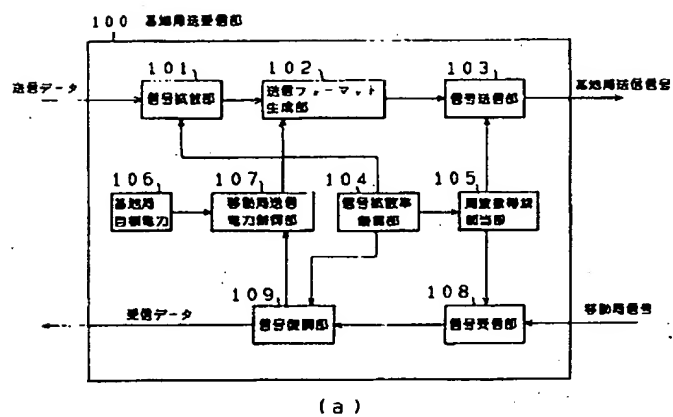 100 基地局送受信部
101
102
103
送信データ
信号拡散部
送信フォーマット
生成部
信号送信部
基地局送信信号
106
107
104
105
基地局
目標電力
移動局送信
電力制御部
信号拡散率
制御部
周波数帯域
割当部
109
108
受信データ
信号復調部
信号受信部
移動局信号
(a)